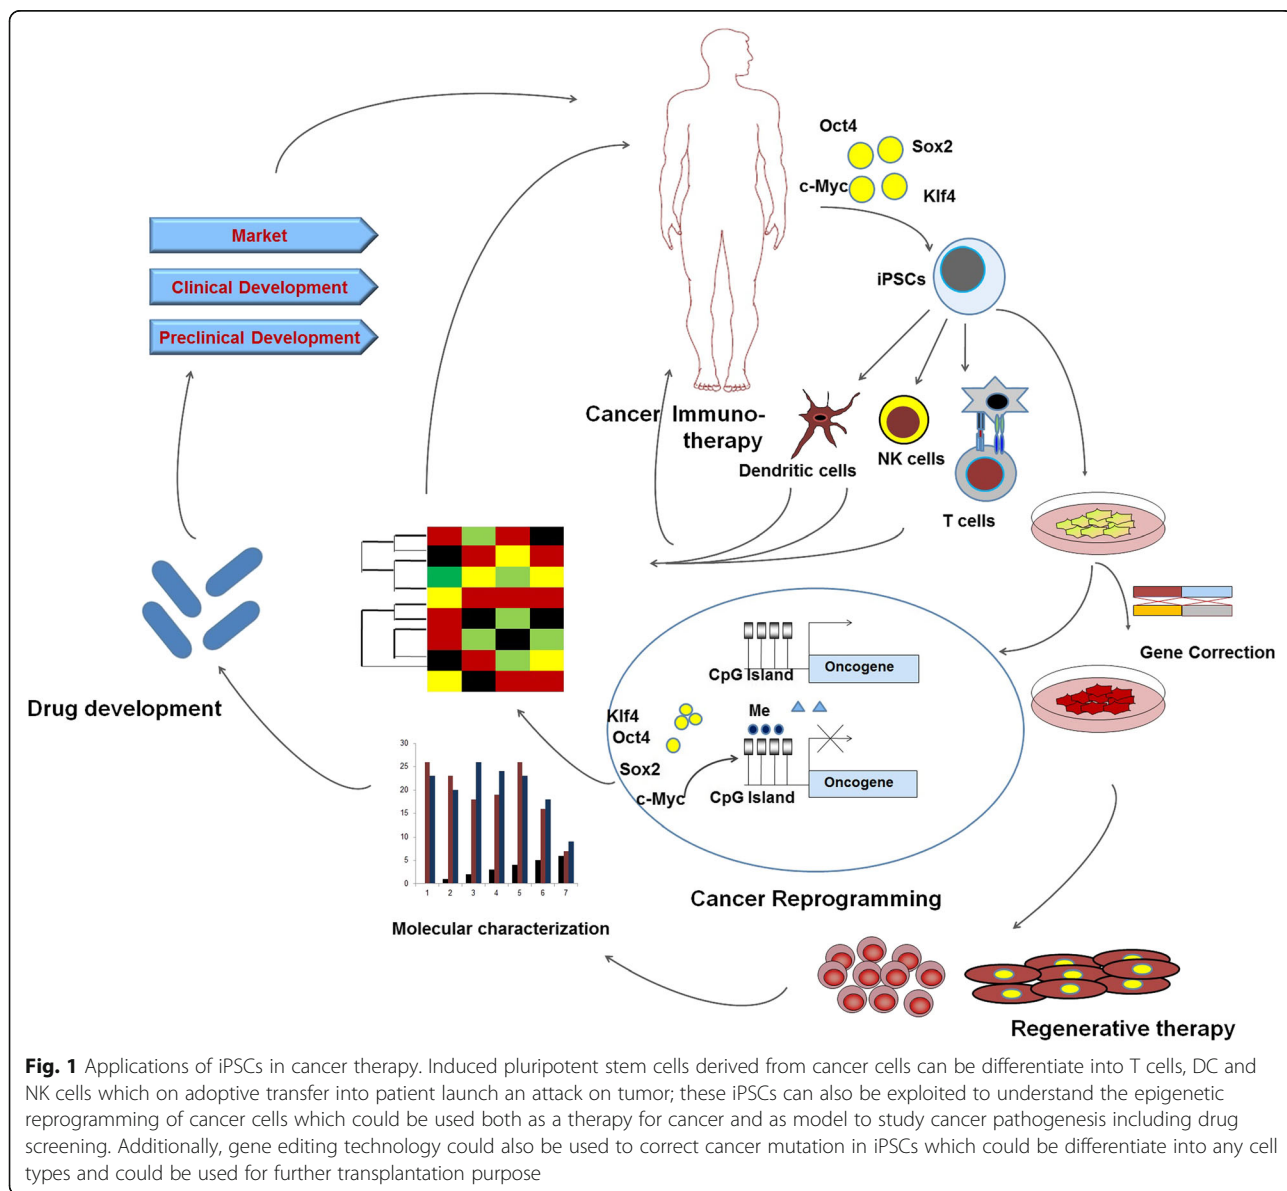 Oct4
Sox2
c-Myc
Klf4
iPSCs
Market
Clinical Development
Preclinical Development
Cancer Immuno-
therapy
Dendritic cells
NK cells
T cells
Gene Correction
Drug development
CpG Island
Oncogene
Klf4
Oct4
Sox2
c-Myc
Me
CpG Island
Oncogene
Cancer Reprogramming
30
25
20
15
10
5
0
1 2 3 4 5 6 7
Molecular characterization
Regenerative therapy
Fig. 1 Applications of iPSCs in cancer therapy. Induced pluripotent stem cells derived from cancer cells can be differentiate into T cells, DC and
NK cells which on adoptive transfer into patient launch an attack on tumor; these iPSCs can also be exploited to understand the epigenetic
reprogramming of cancer cells which could be used both as a therapy for cancer and as model to study cancer pathogenesis including drug
screening. Additionally, gene editing technology could also be used to correct cancer mutation in iPSCs which could be differentiate into any cell
types and could be used for further transplantation purpose